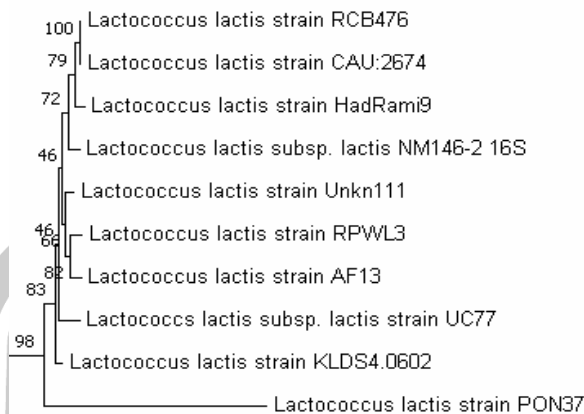 100
Lactococcus lactis strain RCB476
79
Lactococcus lactis strain CAU:2674
72
Lactococcus lactis strain HadRami9
46
Lactococcus lactis subsp. lactis NM146-2 16S
Lactococcus lactis strain Unkn111
46
66
Lactococcus lactis strain RPWL3
82
Lactococcus lactis strain AF13
83
Lactococcs lactis subsp. lactis strain UC77
98
Lactococcus lactis strain KLDS4.0602
Lactococcus lactis strain PON37